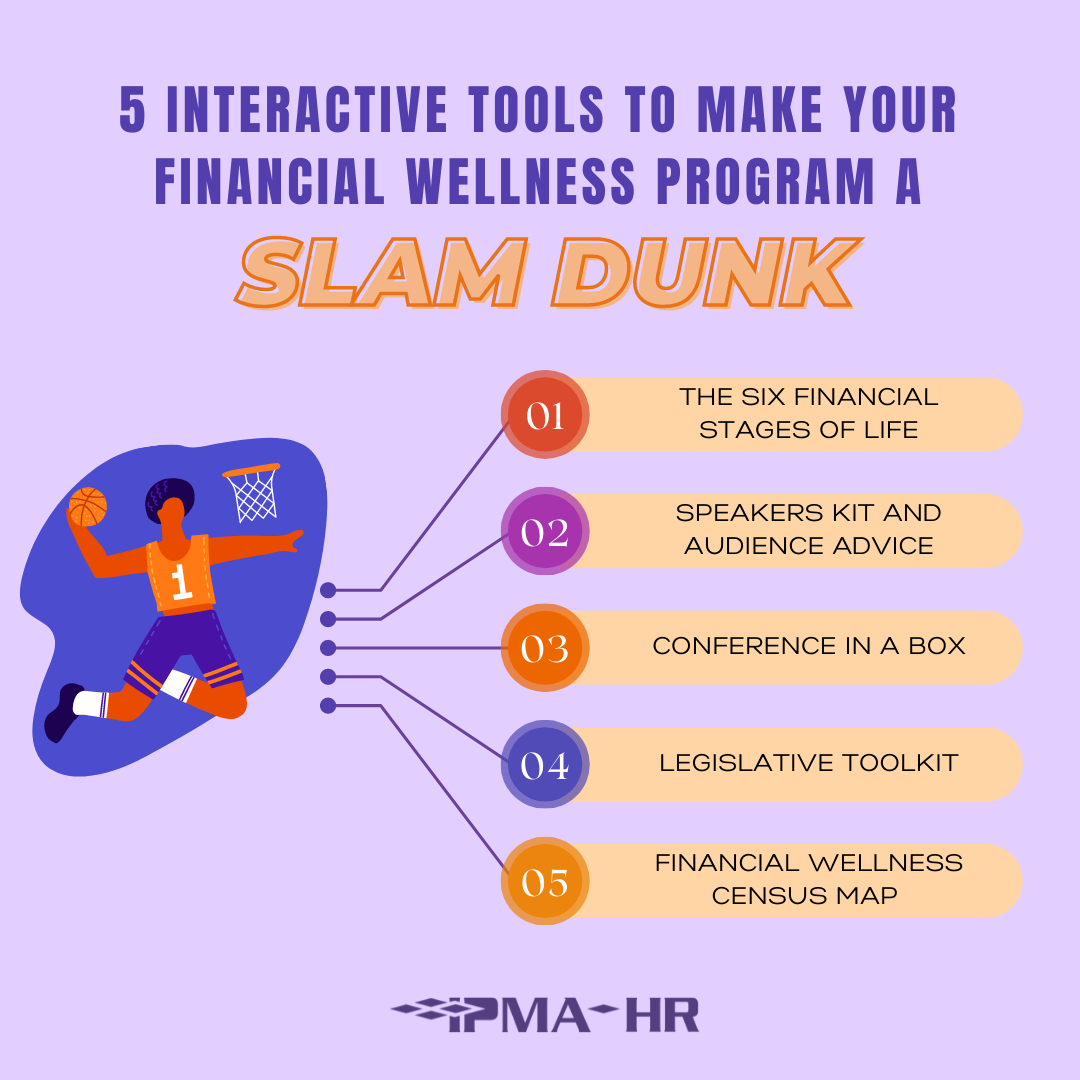 5 INTERACTIVE TOOLS TO MAKE YOUR
FINANCIAL WELLNESS PROGRAM A
SLAM DUNK
1
01
THE SIX FINANCIAL
STAGES OF LIFE
02
SPEAKERS KIT AND
AUDIENCE ADVICE
03
CONFERENCE IN A BOX
04
LEGISLATIVE TOOLKIT
05
FINANCIAL WELLNESS
CENSUS MAP
iPMA-HR